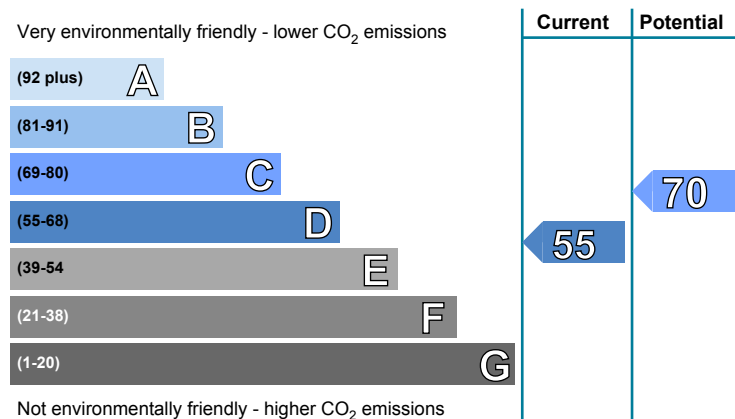 Very environmentally friendly - lower CO₂ emissions
Current
Potential
(92 plus) A
(81-91) B
(69-80) C
(55-68) D
(39-54 E
(21-38) F
(1-20) G
55
70
Not environmentally friendly - higher CO₂ emissions